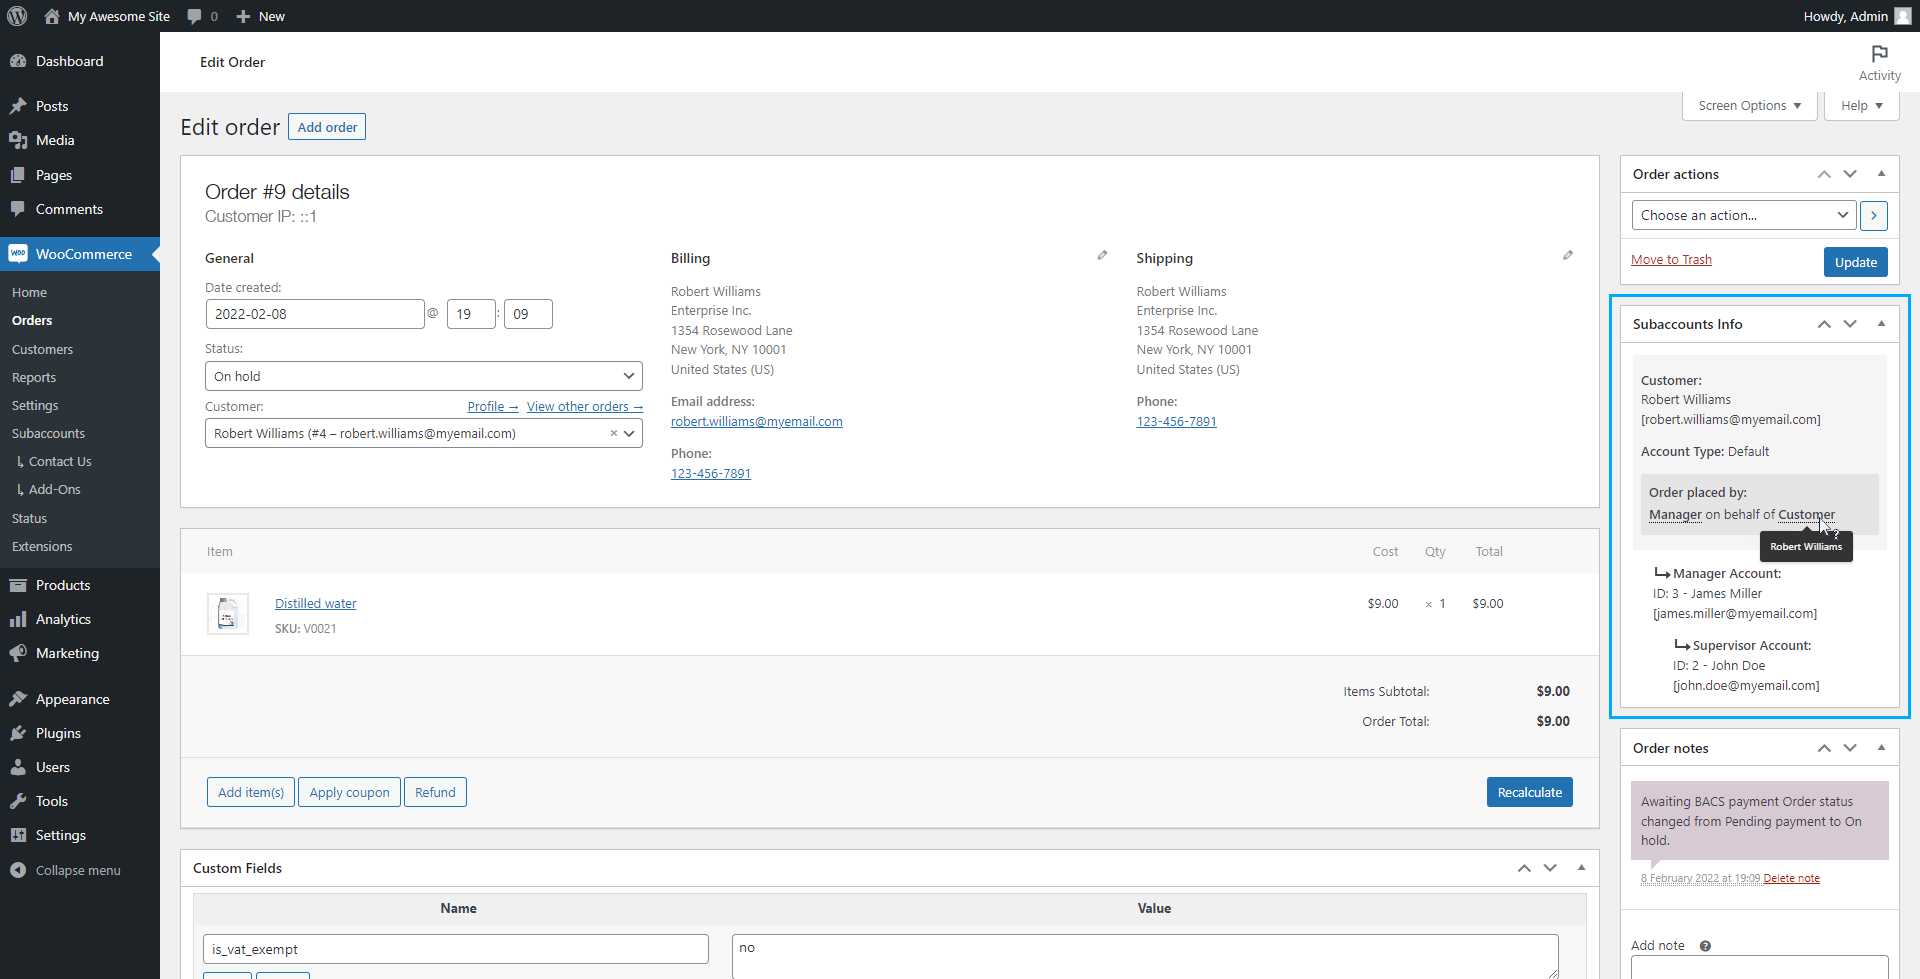 My Awesome Site
0
New
Howdy, Admin
Dashboard
Posts
Media
Pages
Comments
WooCommerce
Home
Orders
Customers
Reports
Settings
Subaccounts
↳ Contact Us
↳ Add-Ons
Status
Extensions
Products
Analytics
Marketing
Appearance
Plugins
Users
Tools
Settings
Collapse menu
Edit Order
Activity
Screen Options ▼
Help ▼
Edit order
Add order
Order #9 details
Customer IP: ::1
General
Date created:
2022-02-08 @ 19 : 09
Status:
On hold
Customer: Profile → View other orders →
Robert Williams (#4 – robert.williams@myemail.com) ×
Billing
Robert Williams
Enterprise Inc.
1354 Rosewood Lane
New York, NY 10001
United States (US)
Email address:
robert.williams@myemail.com
Phone:
123-456-7891
Shipping
Robert Williams
Enterprise Inc.
1354 Rosewood Lane
New York, NY 10001
United States (US)
Phone:
123-456-7891
Item Cost Qty Total
Distilled water $9.00 × 1 $9.00
SKU: V0021
Items Subtotal: $9.00
Order Total: $9.00
Add item(s) Apply coupon Refund Recalculate
Custom Fields
Name Value
is_vat_exempt no
Order actions
Choose an action...
Move to Trash Update
Subaccounts Info
Customer:
Robert Williams
[robert.williams@myemail.com]
Account Type: Default
Order placed by:
Manager on behalf of Customer
Robert Williams
Manager Account:
ID: 3 - James Miller
[james.miller@myemail.com]
Supervisor Account:
ID: 2 - John Doe
[john.doe@myemail.com]
Order notes
Awaiting BACS payment Order status
changed from Pending payment to On
hold.
8 February 2022 at 19:09 Delete note
Add note ?